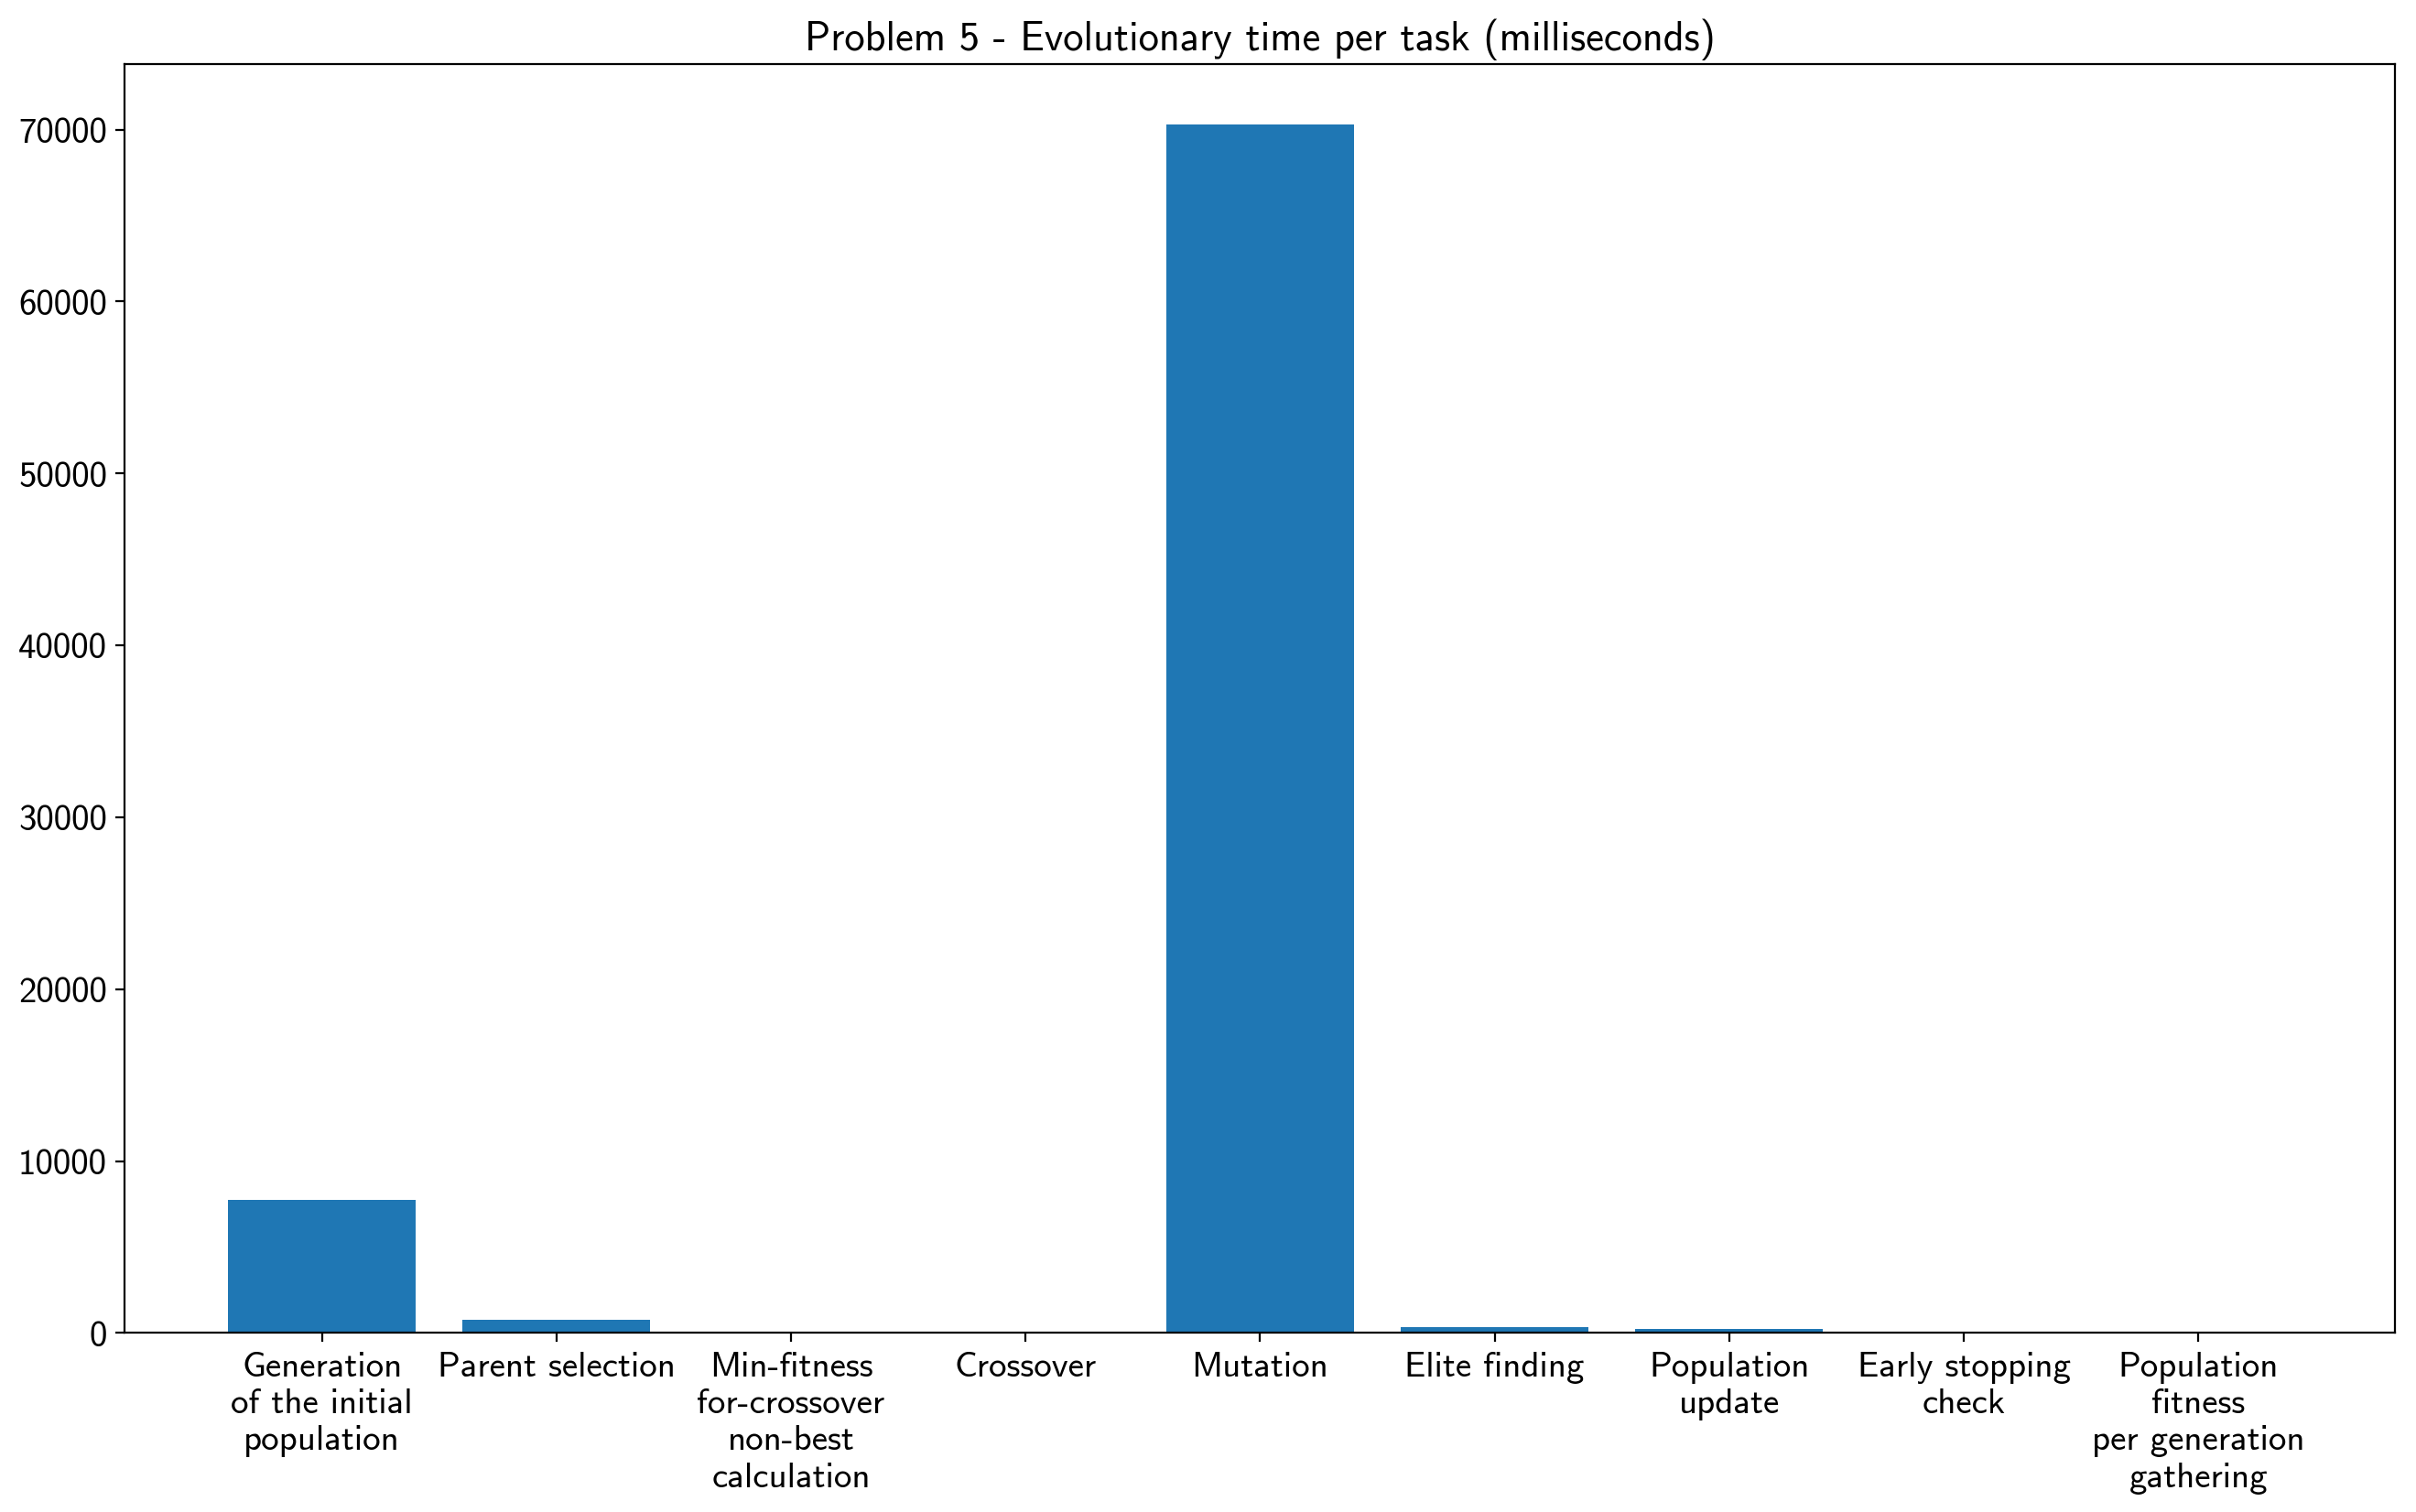 Problem 5 - Evolutionary time per task (milliseconds)
70000
60000
50000
40000
30000
20000
10000
0
Generation
of the initial
population
Parent selection
Min-fitness
for-crossover
non-best
calculation
Crossover
Mutation
Elite finding
Population
update
Early stopping
check
Population
fitness
per generation
gathering